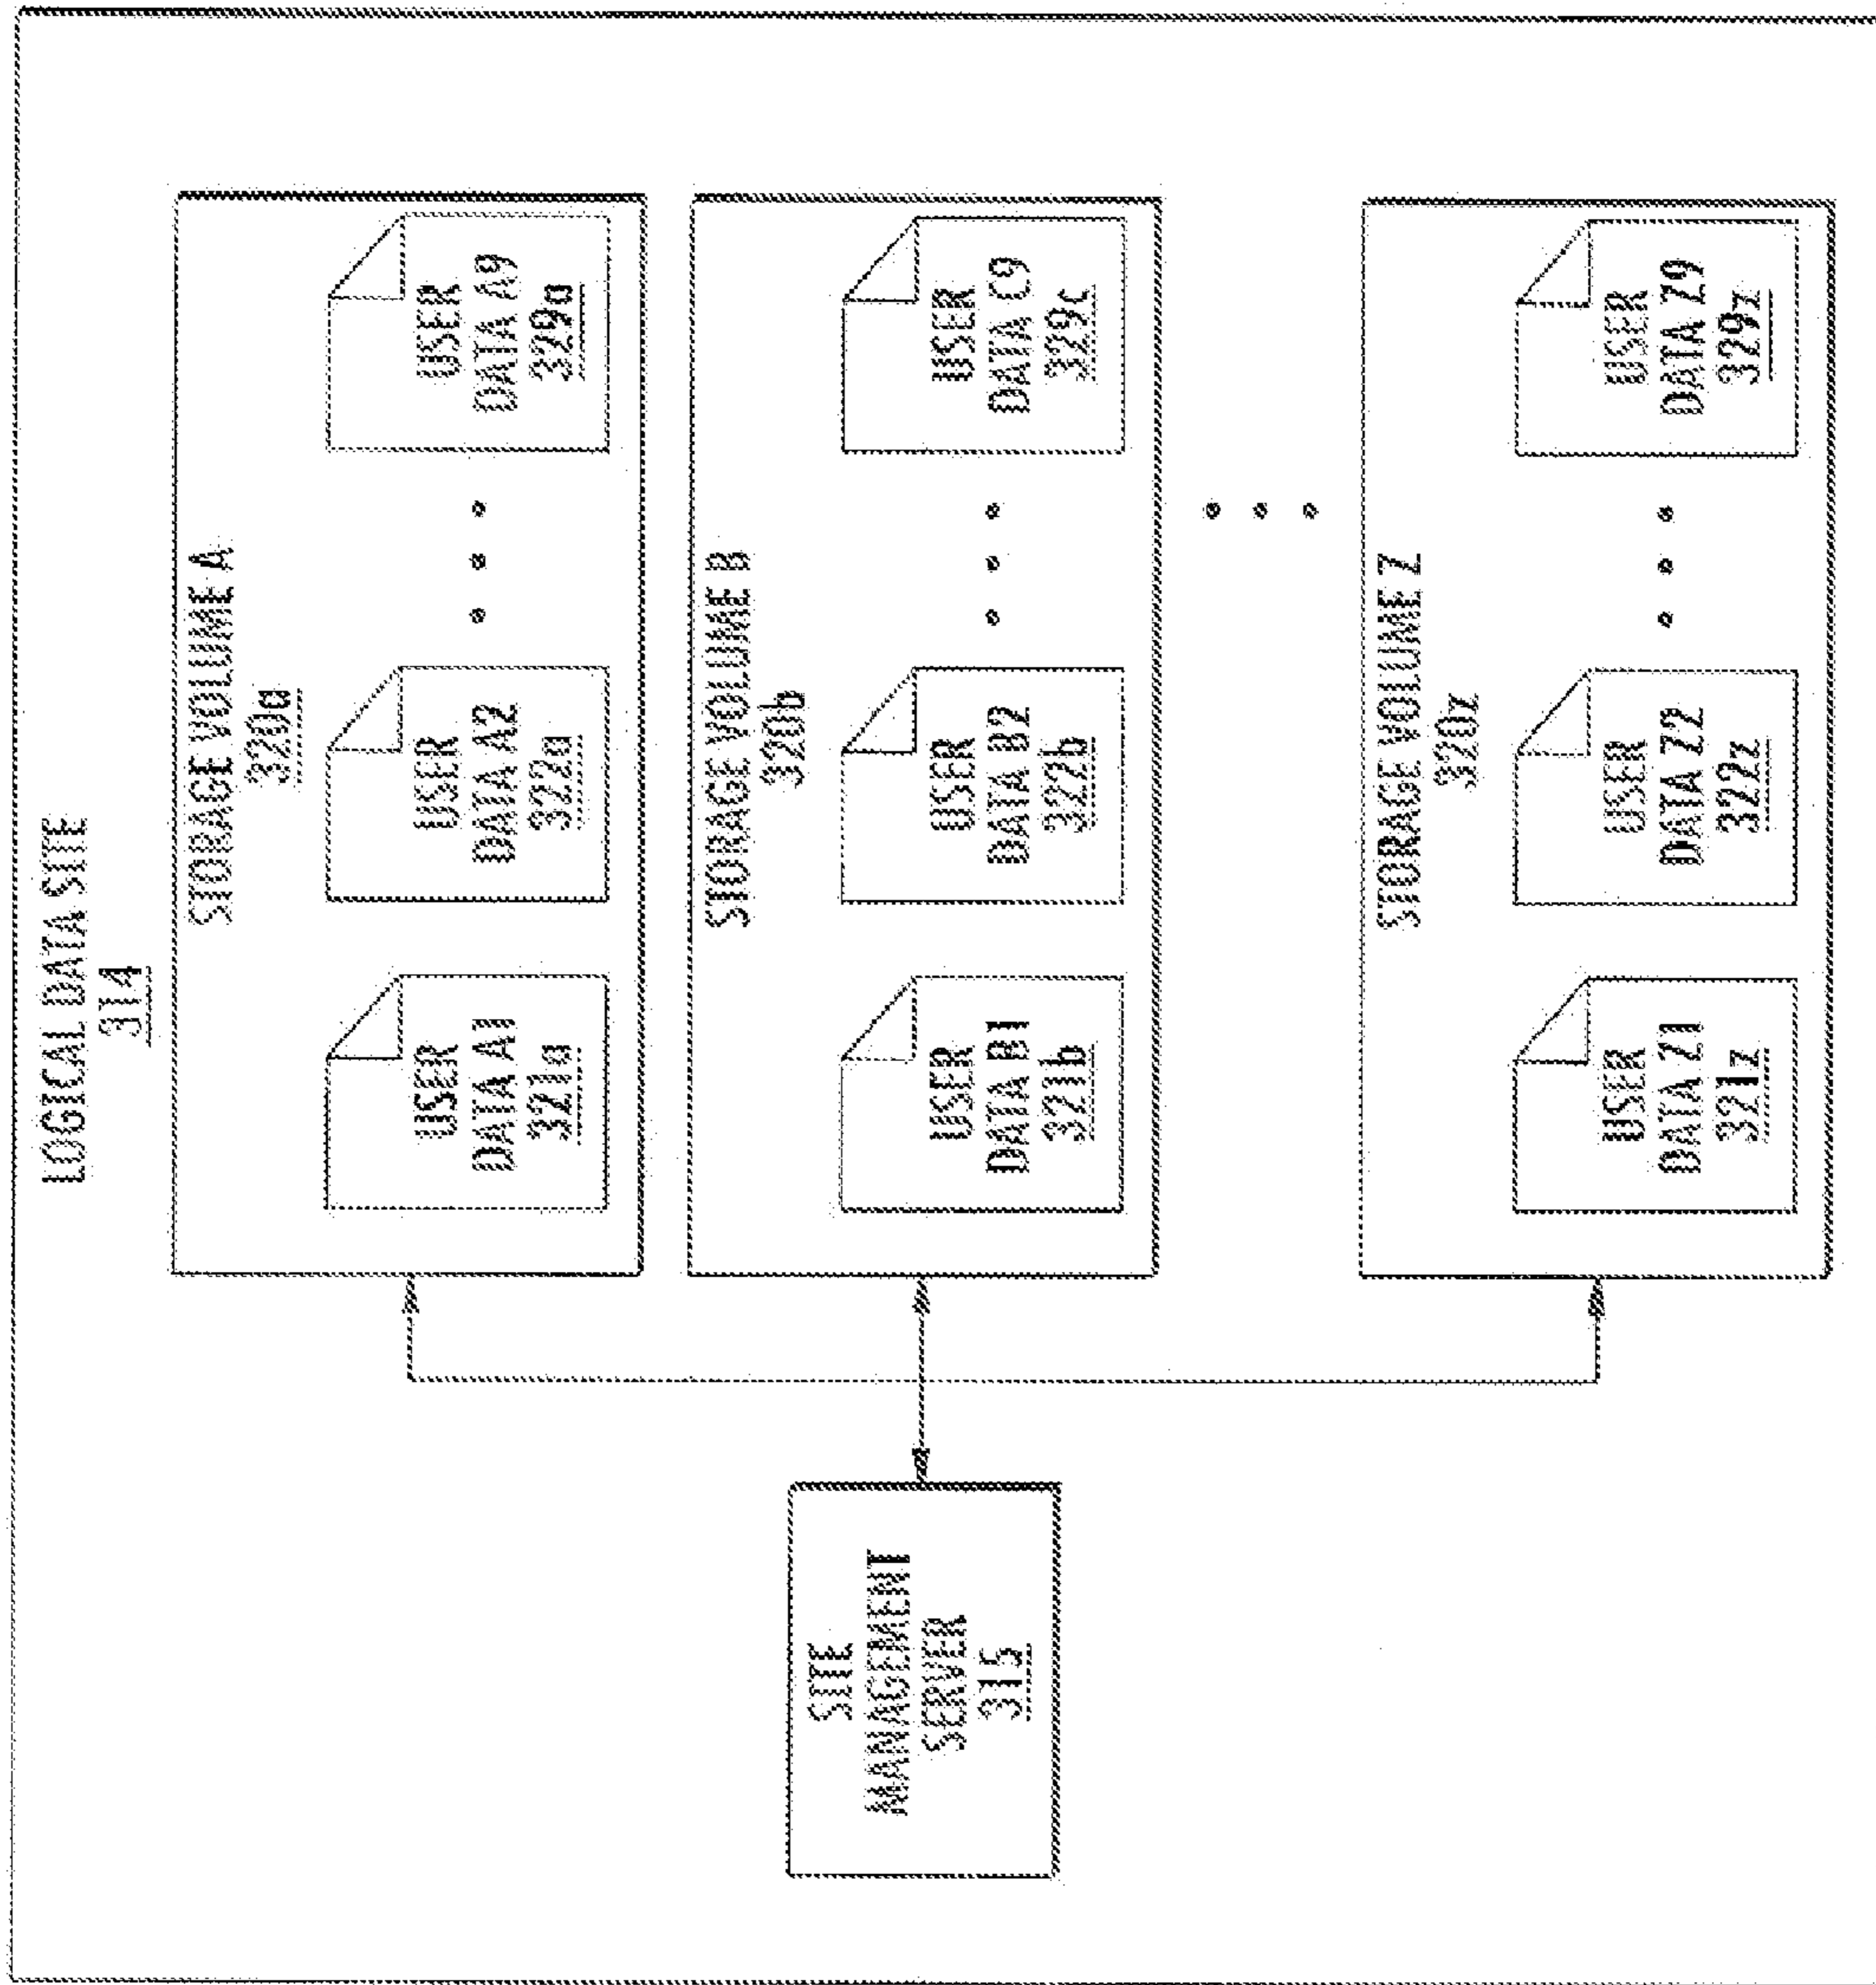 LOGICAL DATA SITE
314
STORAGE VOLUME A
320a
USER
DATA A1
321a
USER
DATA A2
322a
USER
DATA A9
329a
SITE
MANAGEMENT
SERVER
315
STORAGE VOLUME B
320b
USER
DATA B1
321b
USER
DATA B2
322b
USER
DATA C9
329c
STORAGE VOLUME Z
320z
USER
DATA Z1
321z
USER
DATA Z2
322z
USER
DATA Z9
329z